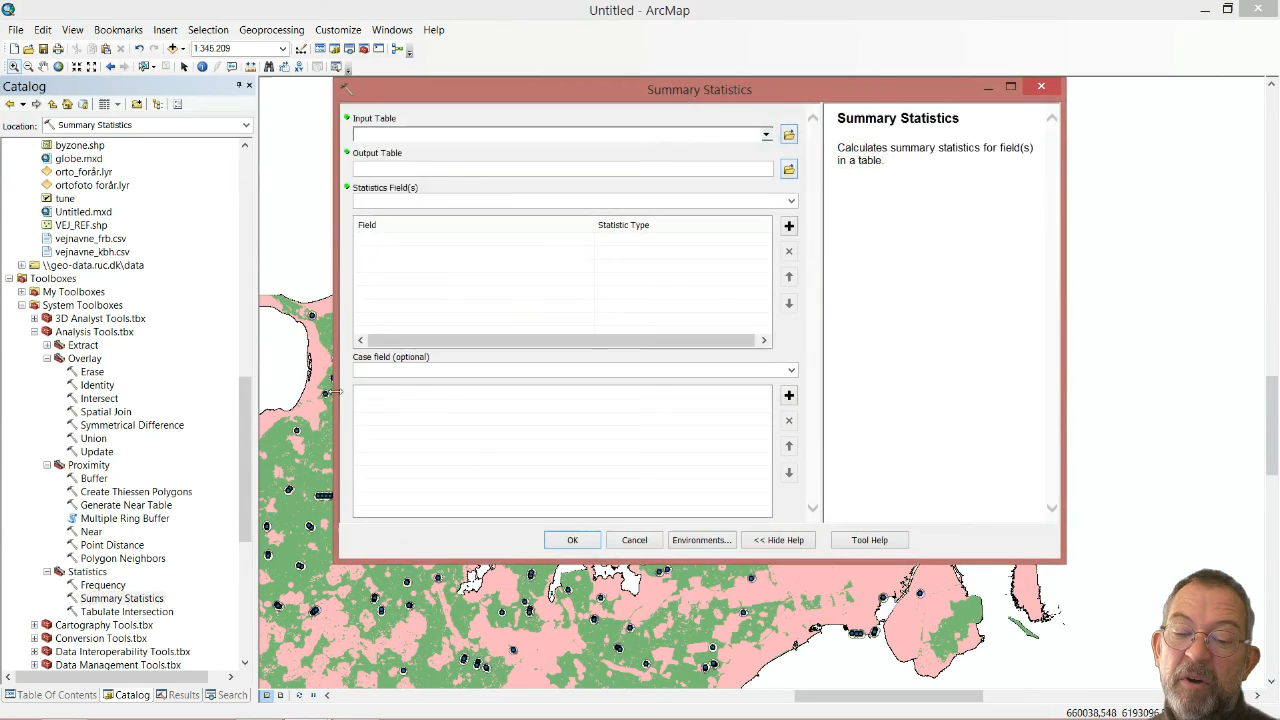 Untitled - ArcMap
File Edit View Bookmarks Insert Selection Geoprocessing Customize Windows Help
1:345.209
Catalog
Location: Summary Statistics
byzone.shp
globe.mxd
orto_forår.lyr
ortofoto forår.lyr
tune
Untitled.mxd
VEJ_REF.shp
vejnavne_frb.csv
vejnavne_kbh.csv
\\geo-data.ruc.dk\data
Toolboxes
My Toolboxes
System Toolboxes
3D Analyst Tools.tbx
Analysis Tools.tbx
Extract
Overlay
Erase
Identity
Intersect
Spatial Join
Symmetrical Difference
Union
Update
Proximity
Buffer
Create Thiessen Polygons
Generate Near Table
Multiple Ring Buffer
Near
Point Distance
Polygon Neighbors
Statistics
Frequency
Summary Statistics
Tabulate Intersection
Cartography Tools.tbx
Conversion Tools.tbx
Data Interoperability Tools.tbx
Data Management Tools.tbx
Table Of Contents Catalog Results Search
Summary Statistics
Input Table
Output Table
Statistics Field(s)
Field Statistic Type
Case field (optional)
OK Cancel Environments... << Hide Help Tool Help
Summary Statistics
Calculates summary statistics for field(s)
in a table.
660038,548 6193096